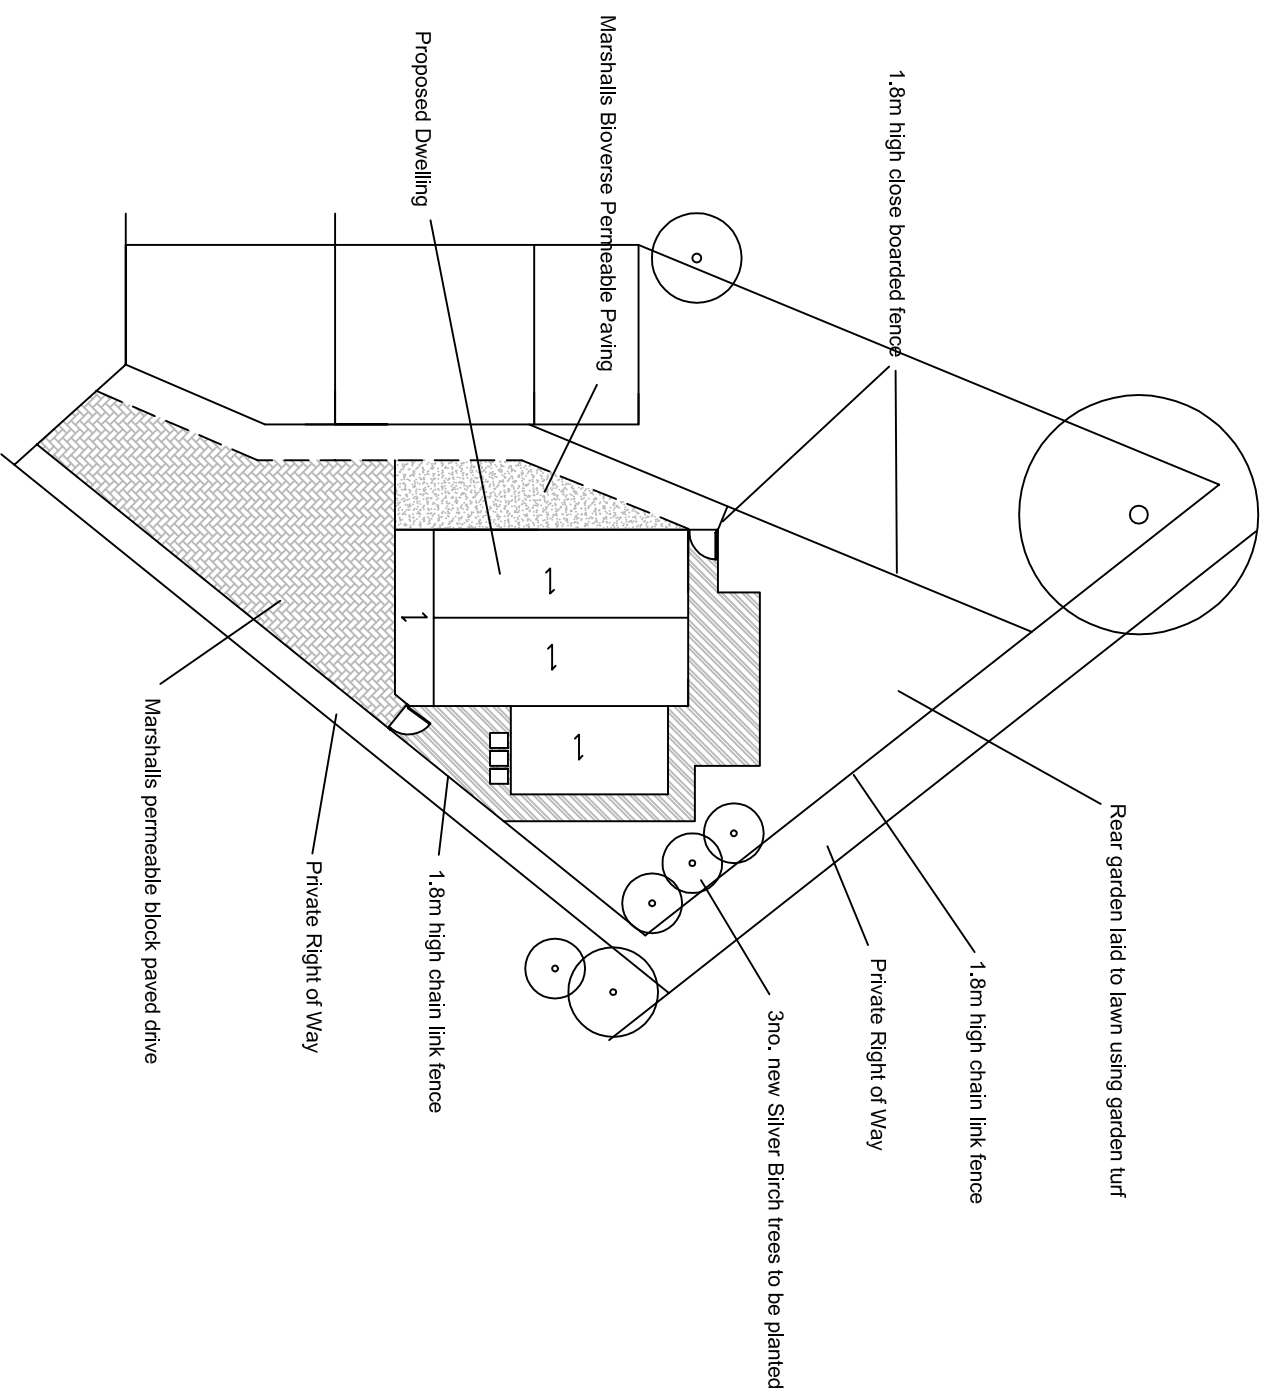 Rear garden laid to lawn using garden turf
1.8m high chain link fence
1.8m high close boarded fence
Private Right of Way
3no. new Silver Birch trees to be planted
Marshalls Bioverse Permeable Paving
1.8m high chain link fence
Proposed Dwelling
Private Right of Way
Marshalls permeable block paved drive